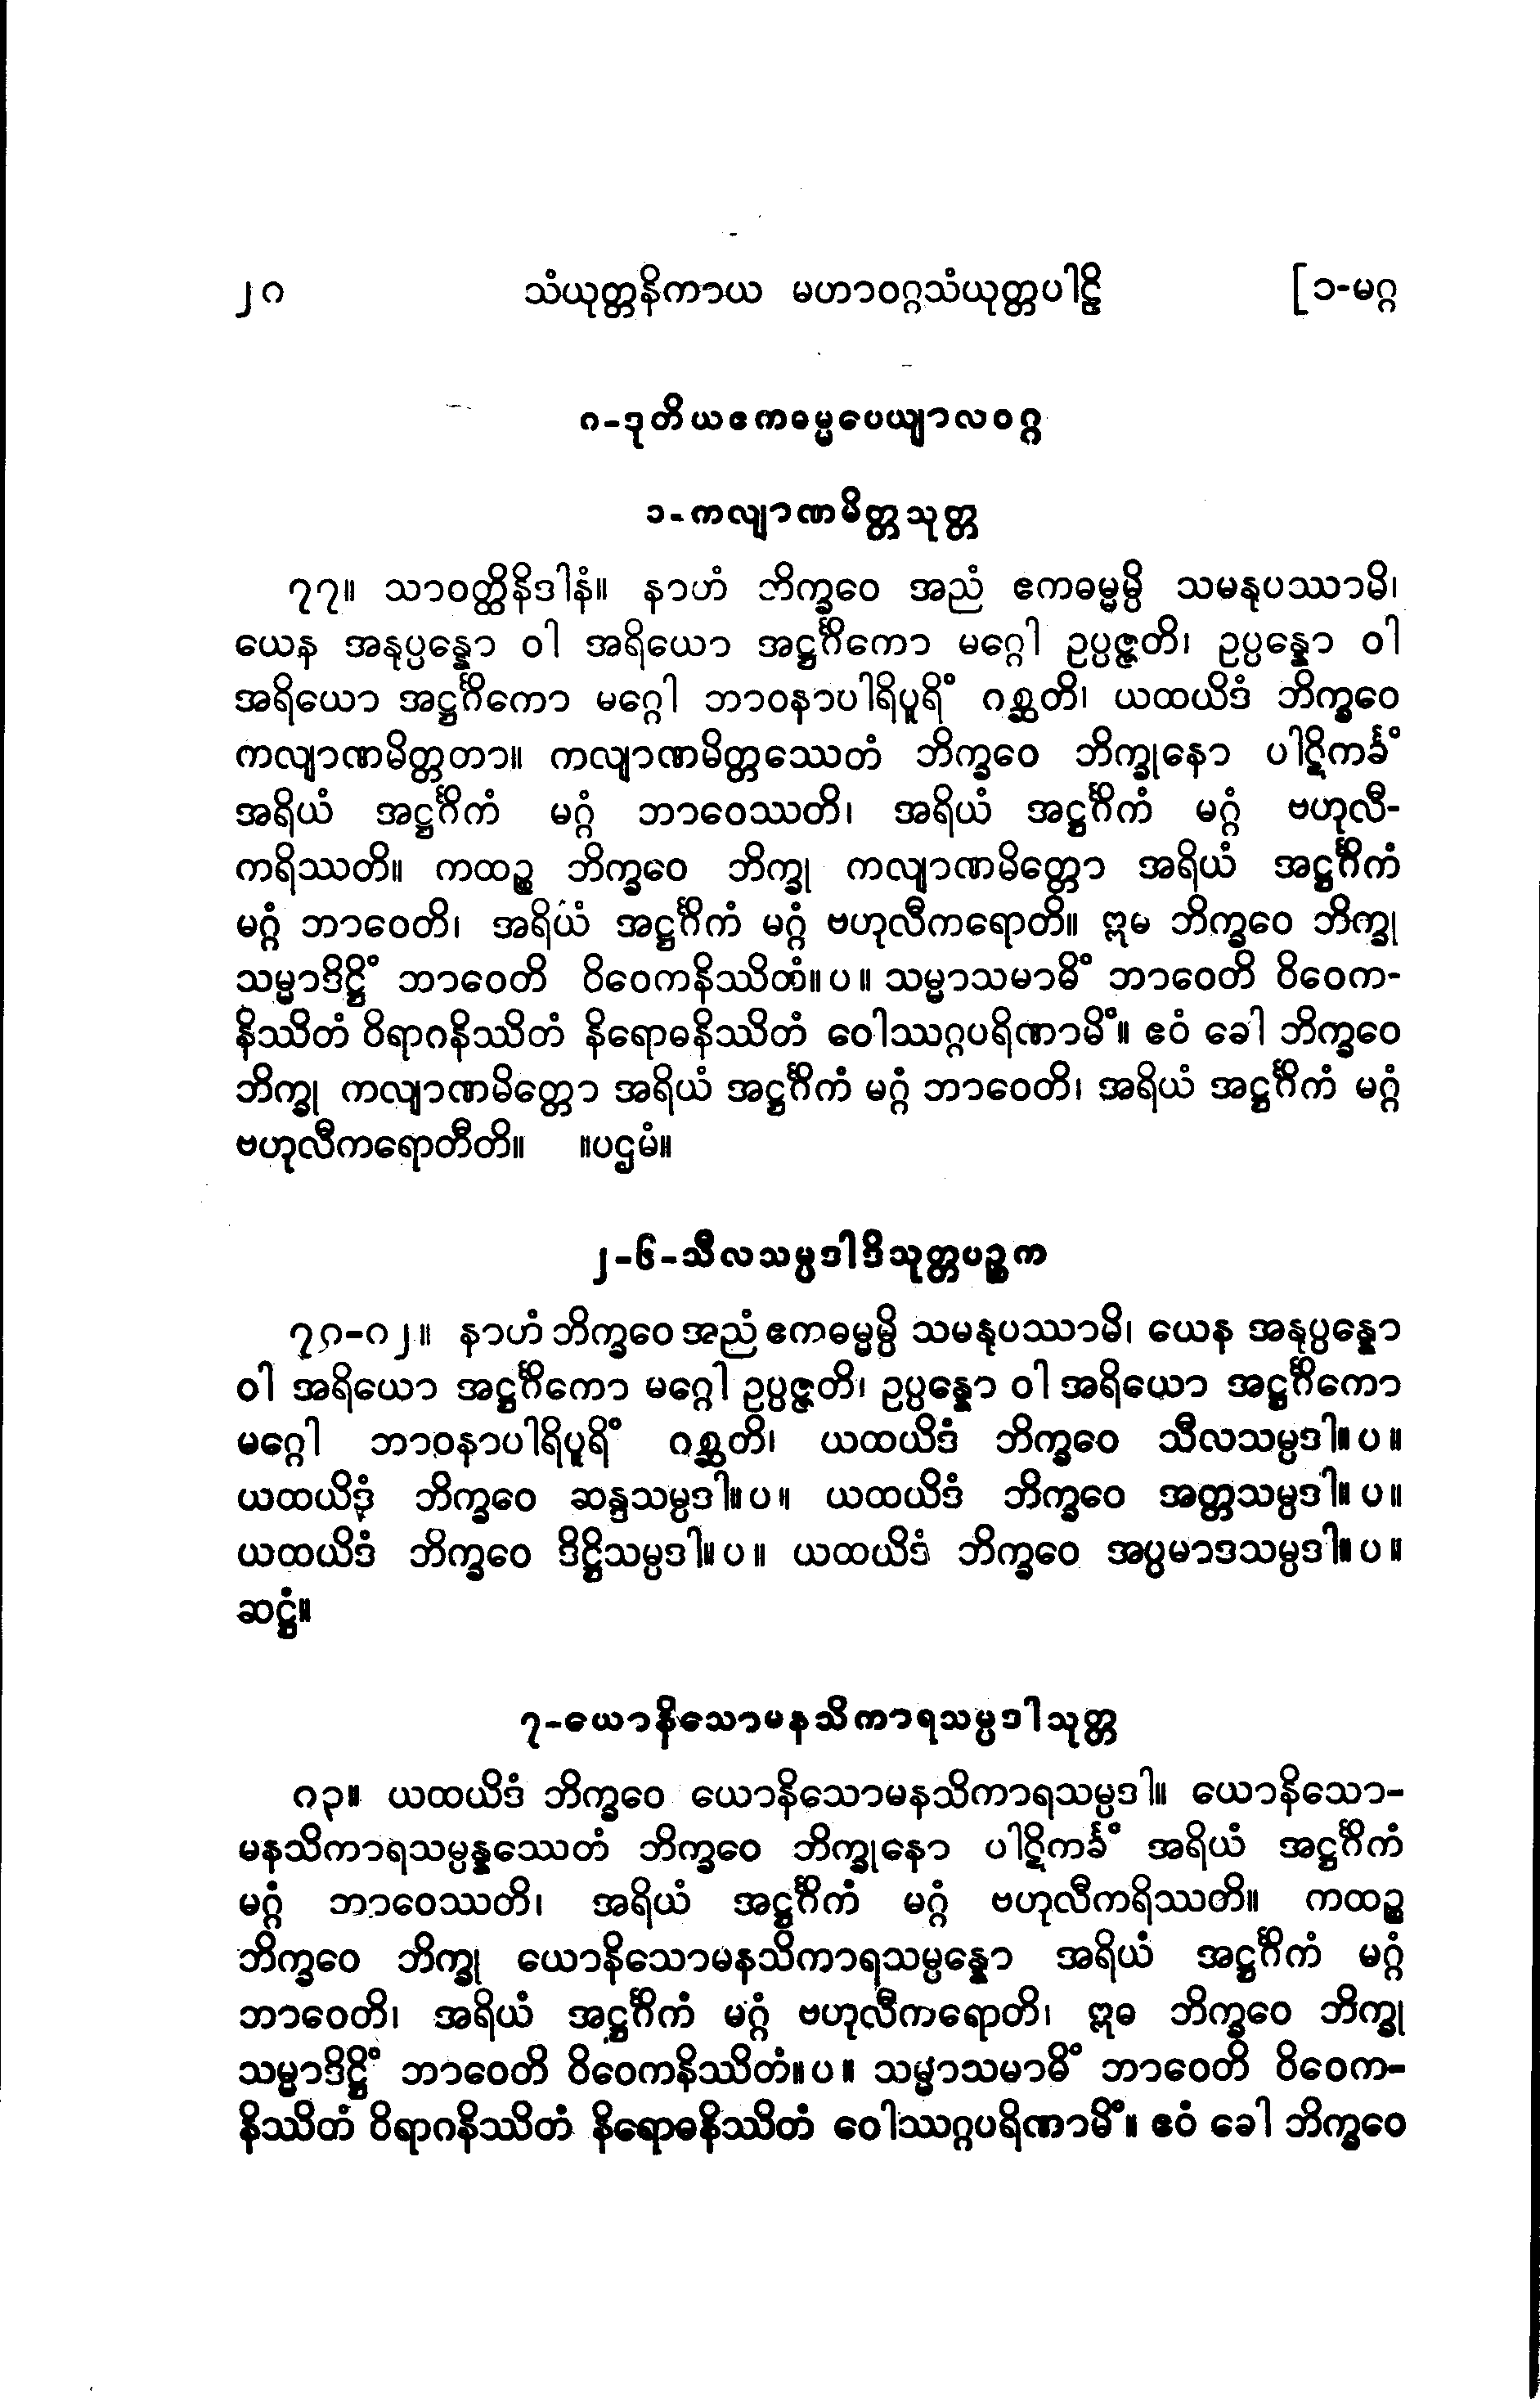 ၂၈ သံယုတ္တနိကာယ မဟာဝဂ္ဂသံယုတ္တပါဠိ [၁-မဂ္ဂ
၈-ဒုတိယဧကဓမ္မပေယျာလဝဂ္ဂ
၁-ကလျာဏမိတ္တသုတ္တ
၇၇။ သာဝတ္ထိနိဒါနံ။ နာဟံ ဘိက္ခဝေ အညံ ဧကဓမ္မမ္ပိ သမနုပဿာမိ၊
ယေန အနုပ္ပန္နော ဝါ အရိယော အဋ္ဌင်္ဂိကော မဂ္ဂေါ ဥပ္ပဇ္ဇတိ၊ ဥပ္ပန္နော ဝါ
အရိယော အဋ္ဌင်္ဂိကော မဂ္ဂေါ ဘာဝနာပါရိပူရိံ ဂစ္ဆတိ၊ ယထယိဒံ ဘိက္ခဝေ
ကလျာဏမိတ္တတာ။ ကလျာဏမိတ္တဿေတံ ဘိက္ခဝေ ဘိက္ခုနော ပါဋိကင်္ခံ
အရိယံ အဋ္ဌင်္ဂိကံ မဂ္ဂံ ဘာဝေဿတိ၊ အရိယံ အဋ္ဌင်္ဂိကံ မဂ္ဂံ ဗဟုလီ-
ကရိဿတိ။ ကထဉ္စ ဘိက္ခဝေ ဘိက္ခု ကလျာဏမိတ္တော အရိယံ အဋ္ဌင်္ဂိကံ
မဂ္ဂံ ဘာဝေတိ၊ အရိယံ အဋ္ဌင်္ဂိကံ မဂ္ဂံ ဗဟုလီကရောတိ။ ဣဓ ဘိက္ခဝေ ဘိက္ခု
သမ္မာဒိဋ္ဌိံ ဘာဝေတိ ဝိဝေကနိဿိတံ။ ပ ။ သမ္မာသမာဓိံ ဘာဝေတိ ဝိဝေက-
နိဿိတံ ဝိရာဂနိဿိတံ နိရောဓနိဿိတံ ဝေါဿဂ္ဂပရိဏာမိံ။ ဧဝံ ခေါ ဘိက္ခဝေ
ဘိက္ခု ကလျာဏမိတ္တော အရိယံ အဋ္ဌင်္ဂိကံ မဂ္ဂံ ဘာဝေတိ၊ အရိယံ အဋ္ဌင်္ဂိကံ မဂ္ဂံ
ဗဟုလီကရောတီတိ။ ။ပဌမံ။
၂-၆-သီလသမ္ပဒါဒိသုတ္တပဉ္စက
၇၈-၈၂။ နာဟံ ဘိက္ခဝေ အညံ ဧကဓမ္မမ္ပိ သမနုပဿာမိ၊ ယေန အနုပ္ပန္နော
ဝါ အရိယော အဋ္ဌင်္ဂိကော မဂ္ဂေါ ဥပ္ပဇ္ဇတိ၊ ဥပ္ပန္နော ဝါ အရိယော အဋ္ဌင်္ဂိကော
မဂ္ဂေါ ဘာဝနာပါရိပူရိံ ဂစ္ဆတိ၊ ယထယိဒံ ဘိက္ခဝေ သီလသမ္ပဒါ။ ပ ။
ယထယိဒံ ဘိက္ခဝေ ဆန္ဒသမ္ပဒါ။ ပ ။ ယထယိဒံ ဘိက္ခဝေ အတ္တသမ္ပဒါ။ ပ ။
ယထယိဒံ ဘိက္ခဝေ ဒိဋ္ဌိသမ္ပဒါ။ ပ ။ ယထယိဒံ ဘိက္ခဝေ အပ္ပမာဒသမ္ပဒါ။ ပ ။
ဆဋ္ဌံ။
၇-ယောနိသောမနသိကာရသမ္ပဒါသုတ္တ
၈၃။ ယထယိဒံ ဘိက္ခဝေ ယောနိသောမနသိကာရသမ္ပဒါ။ ယောနိသော-
မနသိကာရသမ္ပန္နဿေတံ ဘိက္ခဝေ ဘိက္ခုနော ပါဋိကင်္ခံ အရိယံ အဋ္ဌင်္ဂိကံ
မဂ္ဂံ ဘာဝေဿတိ၊ အရိယံ အဋ္ဌင်္ဂိကံ မဂ္ဂံ ဗဟုလီကရိဿတိ။ ကထဉ္စ
ဘိက္ခဝေ ဘိက္ခု ယောနိသောမနသိကာရသမ္ပန္နော အရိယံ အဋ္ဌင်္ဂိကံ မဂ္ဂံ
ဘာဝေတိ၊ အရိယံ အဋ္ဌင်္ဂိကံ မဂ္ဂံ ဗဟုလီကရောတိ၊ ဣဓ ဘိက္ခဝေ ဘိက္ခု
သမ္မာဒိဋ္ဌိံ ဘာဝေတိ ဝိဝေကနိဿိတံ။ ပ ။ သမ္မာသမာဓိံ ဘာဝေတိ ဝိဝေက-
နိဿိတံ ဝိရာဂနိဿိတံ နိရောဓနိဿိတံ ဝေါဿဂ္ဂပရိဏာမိံ။ ဧဝံ ခေါ ဘိက္ခဝေ